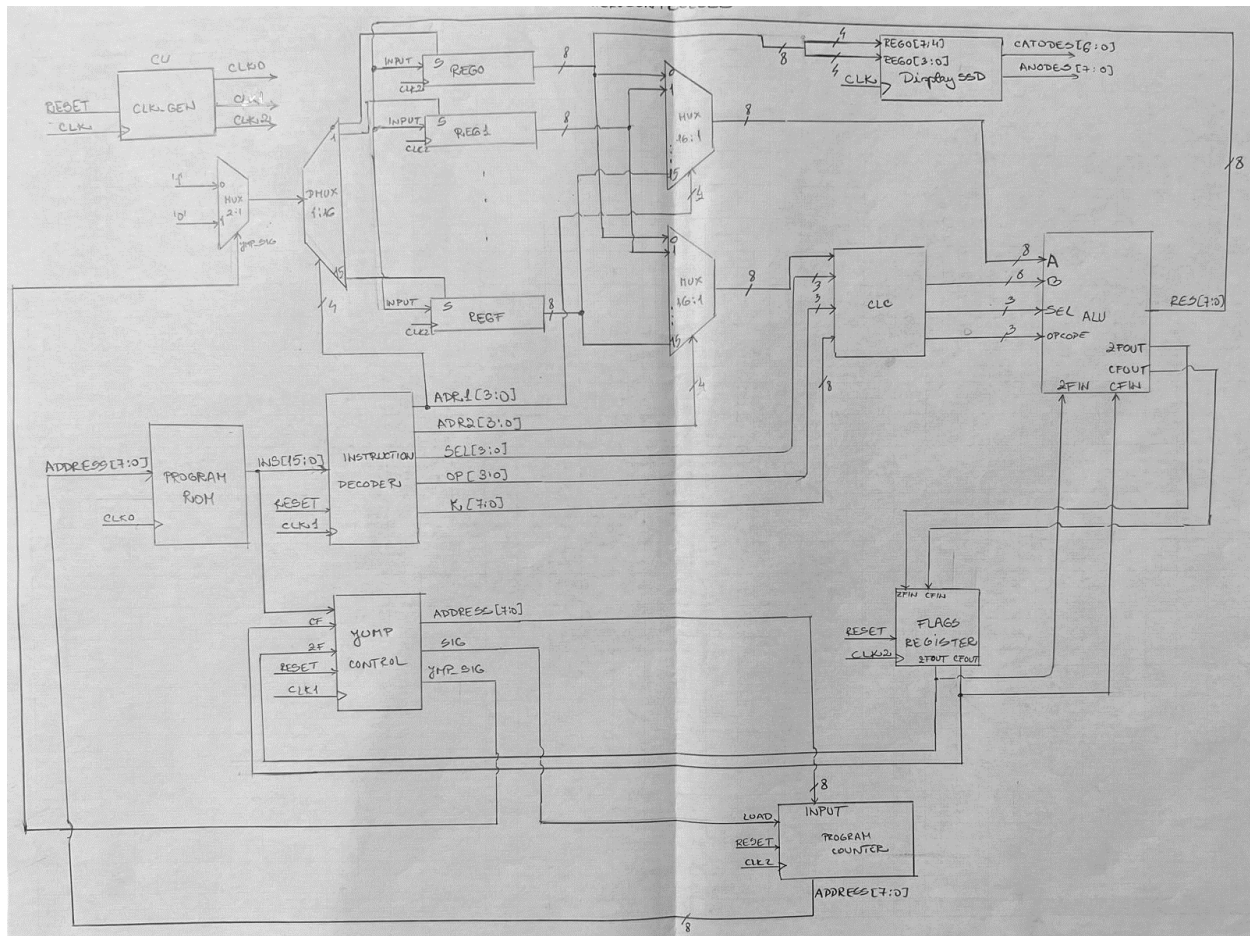 CU
CLK_GEN
RESET
CLK
CLK0
CLK1
CLK2
'1'
'0'
0
1
MUX
2:1
JMP_SIG
DMUX
1:16
1
15
4
INPUT
S
REG0
CLK2
8
INPUT
S
REG1
8
INPUT
S
REGF
CLK2
8
0
1
MUX
16:1
15
4
8
0
1
MUX
16:1
15
4
8
8
4
4
REG0[7:4]
REG0[3:0]
CLK
Display SSD
CATODES[6:0]
ANODES[7:0]
8
3
3
8
CLC
8
8
3
3
A
B
SEL
ALU
OPCODE
RES[7:0]
ZFOUT
CFOUT
ZFIN
CFIN
ADDRESS[7:0]
PROGRAM
ROM
CLK0
INS[15:0]
INSTRUCTION
DECODER
RESET
CLK1
ADR1[3:0]
ADR2[3:0]
SEL[3:0]
OP[3:0]
K[7:0]
CF
ZF
RESET
CLK1
JUMP
CONTROL
ADDRESS[7:0]
SIG
JMP_SIG
ZFIN CFIN
FLAGS
REGISTER
RESET
CLK2
ZFOUT CFOUT
8
INPUT
LOAD
RESET
CLK2
PROGRAM
COUNTER
ADDRESS[7:0]
8